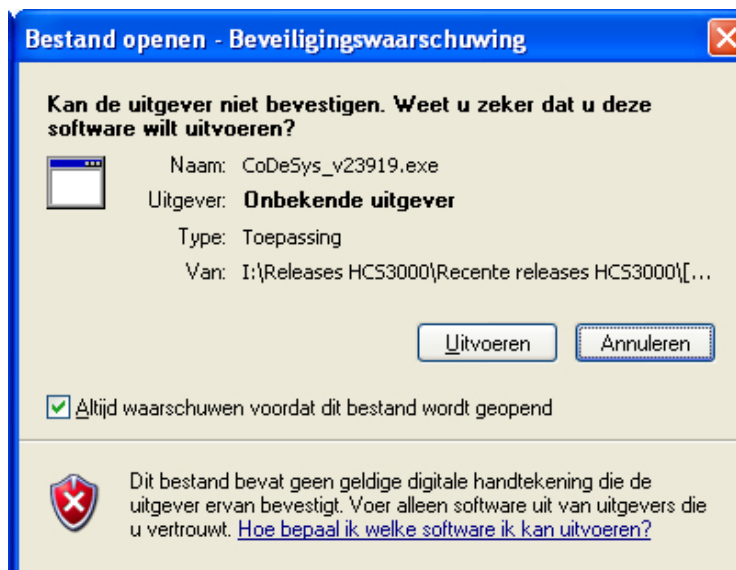 Bestand openen - Beveiligingswaarschuwing
Kan de uitgever niet bevestigen. Weet u zeker dat u deze
software wilt uitvoeren?
Naam: CoDeSys_v23919.exe
Uitgever: Onbekende uitgever
Type: Toepassing
Van: I:\Releases HCS3000\Recente releases HCS3000\[...
Uitvoeren Annuleren
Altijd waarschuwen voordat dit bestand wordt geopend
Dit bestand bevat geen geldige digitale handtekening die de
uitgever ervan bevestigt. Voer alleen software uit van uitgevers die
u vertrouwt. Hoe bepaal ik welke software ik kan uitvoeren?